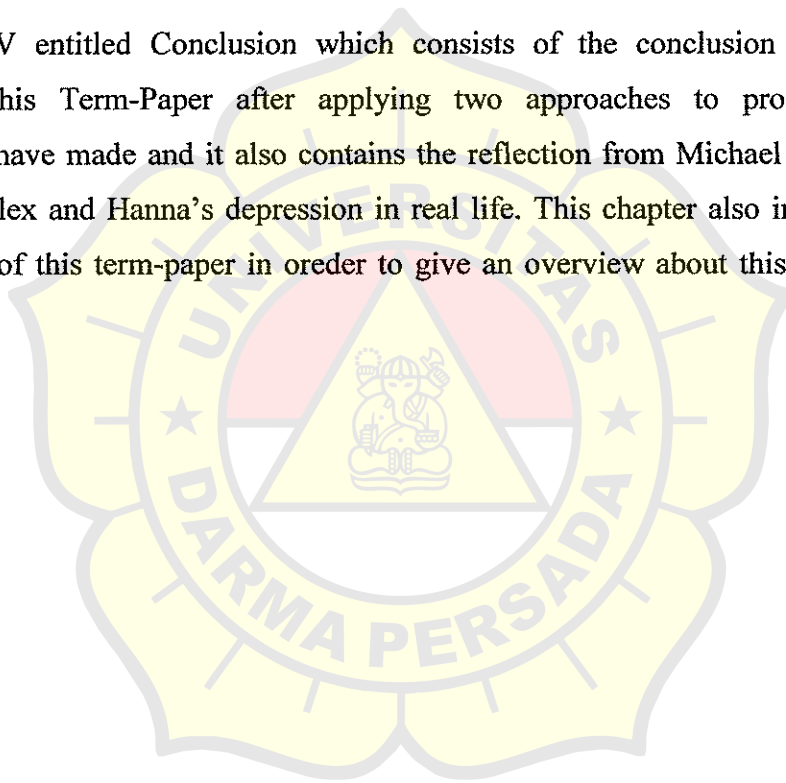 V entitled Conclusion which consists of the conclusion
his Term-Paper after applying two approaches to pro
have made and it also contains the reflection from Michael
lex and Hanna's depression in real life. This chapter also in
of this term-paper in oreder to give an overview about this
UNIVERSITAS
DARMA PERSADA